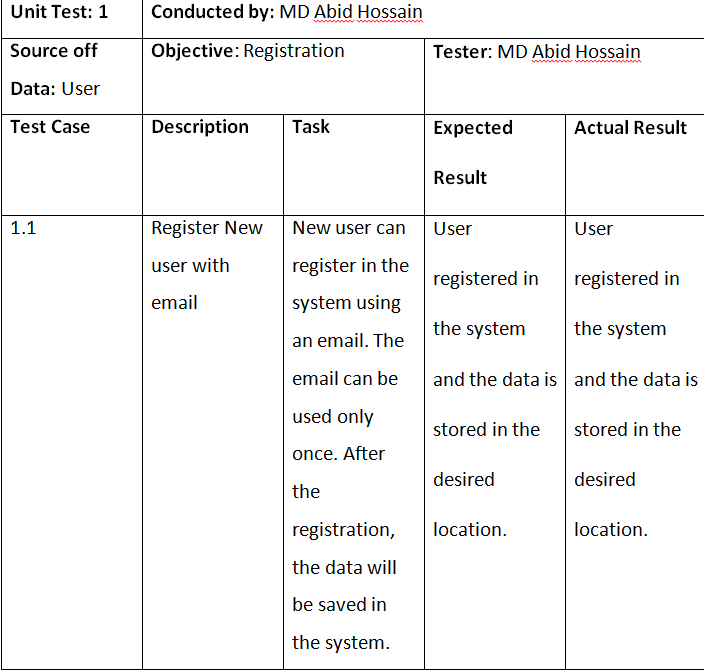 Unit Test: 1
Conducted by: MD Abid Hossain
Source off
Data: User
Objective: Registration
Tester: MD Abid Hossain
Test Case
Description
Task
Expected
Result
Actual Result
1.1
Register New
user with
email
New user can
register in the
system using
an email. The
email can be
used only
once. After
the
registration,
the data will
be saved in
the system.
User
registered in
the system
and the data is
stored in the
desired
location.
User
registered in
the system
and the data is
stored in the
desired
location.